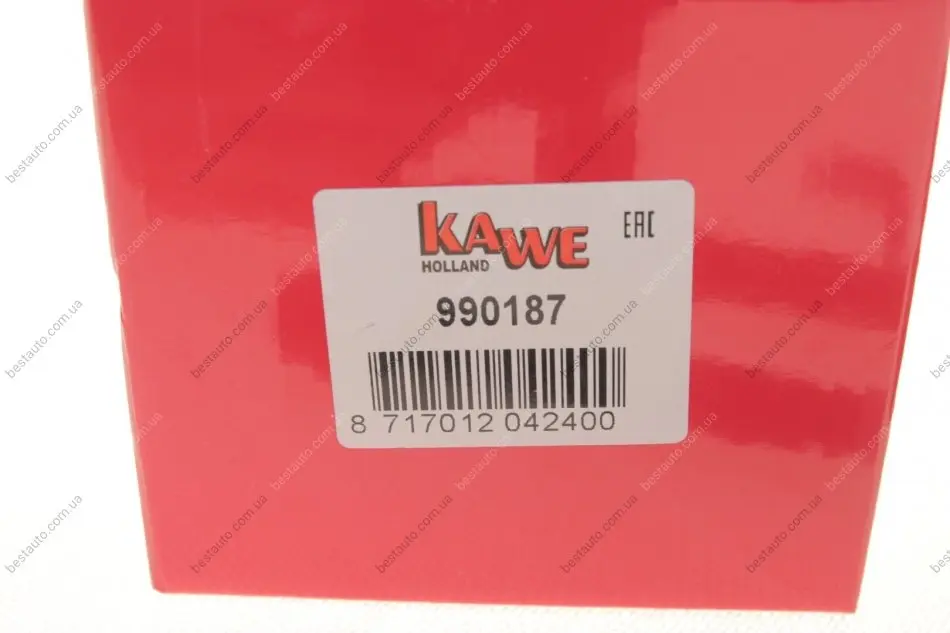 KAWE
HOLLAND
EAC
990187
8 717012 042400
bestauto.com.ua